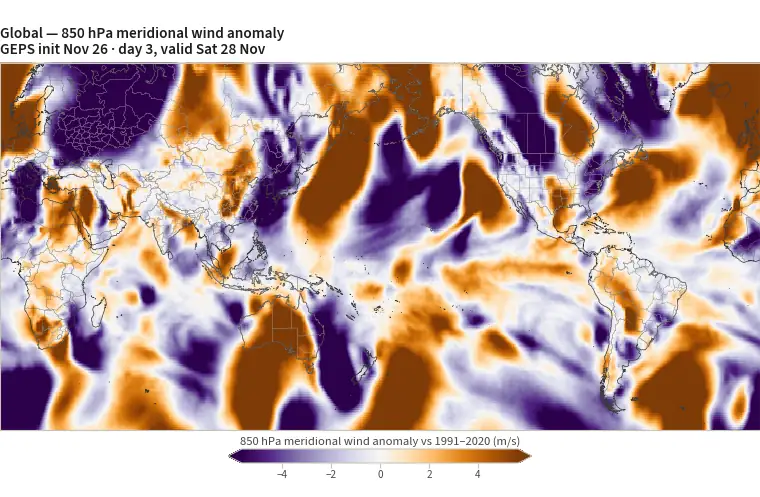 Global — 850 hPa meridional wind anomaly
GEPS init Nov 26 · day 3, valid Sat 28 Nov
850 hPa meridional wind anomaly vs 1991–2020 (m/s)
−4 −2 0 2 4